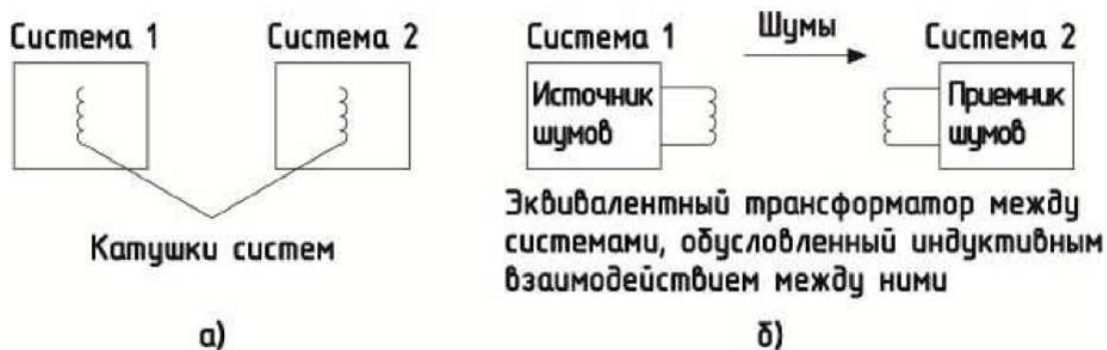 Система 1
Система 2
Катушки систем
а)
Система 1
Шумы
Система 2
Источник
шумов
Приемник
шумов
Эквивалентный трансформатор между
системами, обусловленный индуктивным
взаимодействием между ними
б)